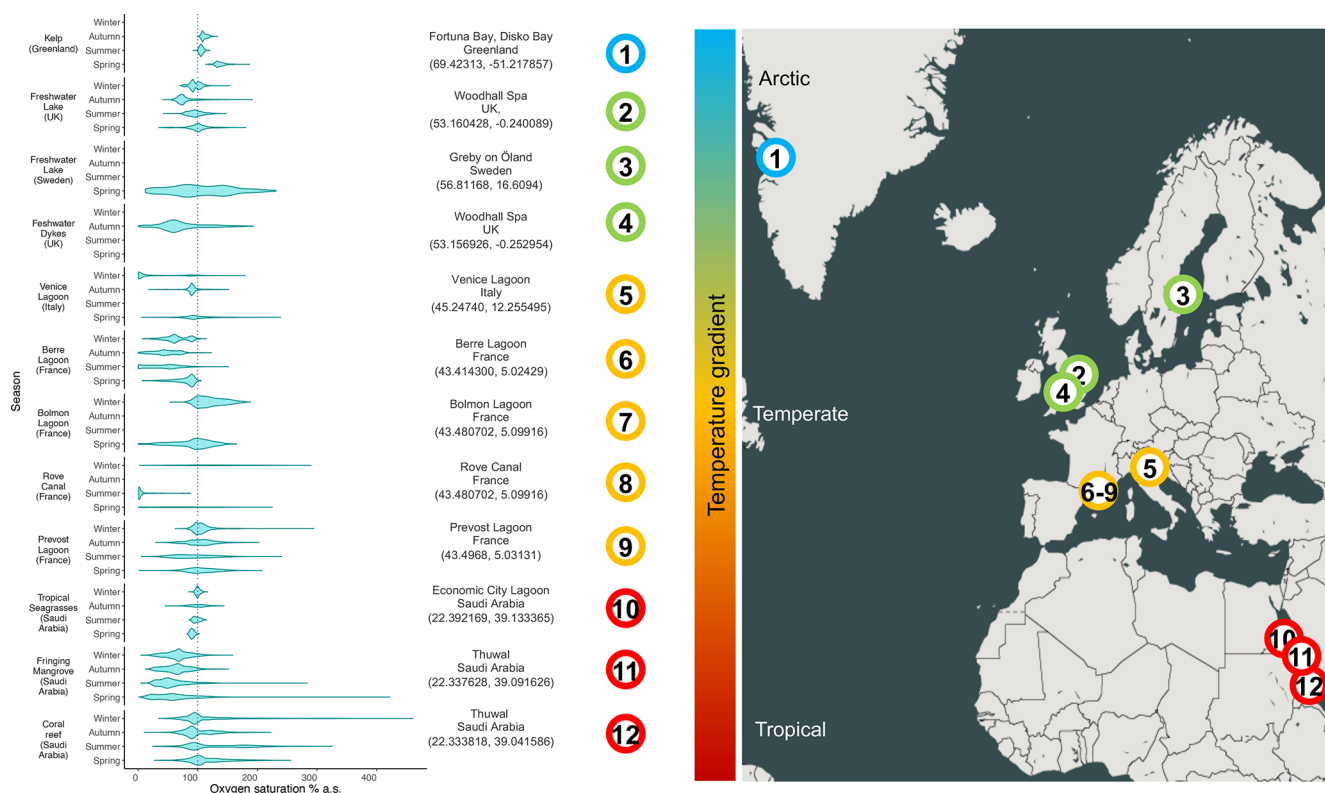 Season
Kelp
(Greenland)
Winter
Autumn
Summer
Spring
Fortuna Bay, Disko Bay
Greenland
(69.42313, -51.217857)
1
Freshwater
Lake
(UK)
Winter
Autumn
Summer
Spring
Woodhall Spa
UK,
(53.160428, -0.240089)
2
Freshwater
Lake
(Sweden)
Winter
Autumn
Summer
Spring
Greby on Öland
Sweden
(56.81168, 16.6094)
3
Feshwater
Dykes
(UK)
Winter
Autumn
Summer
Spring
Woodhall Spa
UK
(53.156926, -0.252954)
4
Venice
Lagoon
(Italy)
Winter
Autumn
Summer
Spring
Venice Lagoon
Italy
(45.24740, 12.255495)
5
Berre
Lagoon
(France)
Winter
Autumn
Summer
Spring
Berre Lagoon
France
(43.414300, 5.02429)
6
Bolmon
Lagoon
(France)
Winter
Autumn
Summer
Spring
Bolmon Lagoon
France
(43.480702, 5.09916)
7
Rove
Canal
(France)
Winter
Autumn
Summer
Spring
Rove Canal
France
(43.480702, 5.09916)
8
Prevost
Lagoon
(France)
Winter
Autumn
Summer
Spring
Prevost Lagoon
France
(43.4968, 5.03131)
9
Tropical
Seagrasses
(Saudi
Arabia)
Winter
Autumn
Summer
Spring
Economic City Lagoon
Saudi Arabia
(22.392169, 39.133365)
10
Fringing
Mangrove
(Saudi
Arabia)
Winter
Autumn
Summer
Spring
Thuwal
Saudi Arabia
(22.337628, 39.091626)
11
Coral
reef
(Saudi
Arabia)
Winter
Autumn
Summer
Spring
Thuwal
Saudi Arabia
(22.333818, 39.041586)
12
0 100 200 300 400
Oxygen saturation % a.s.
Temperature gradient
Arctic
Temperate
Tropical
1
3
2
4
5
6-9
10
11
12